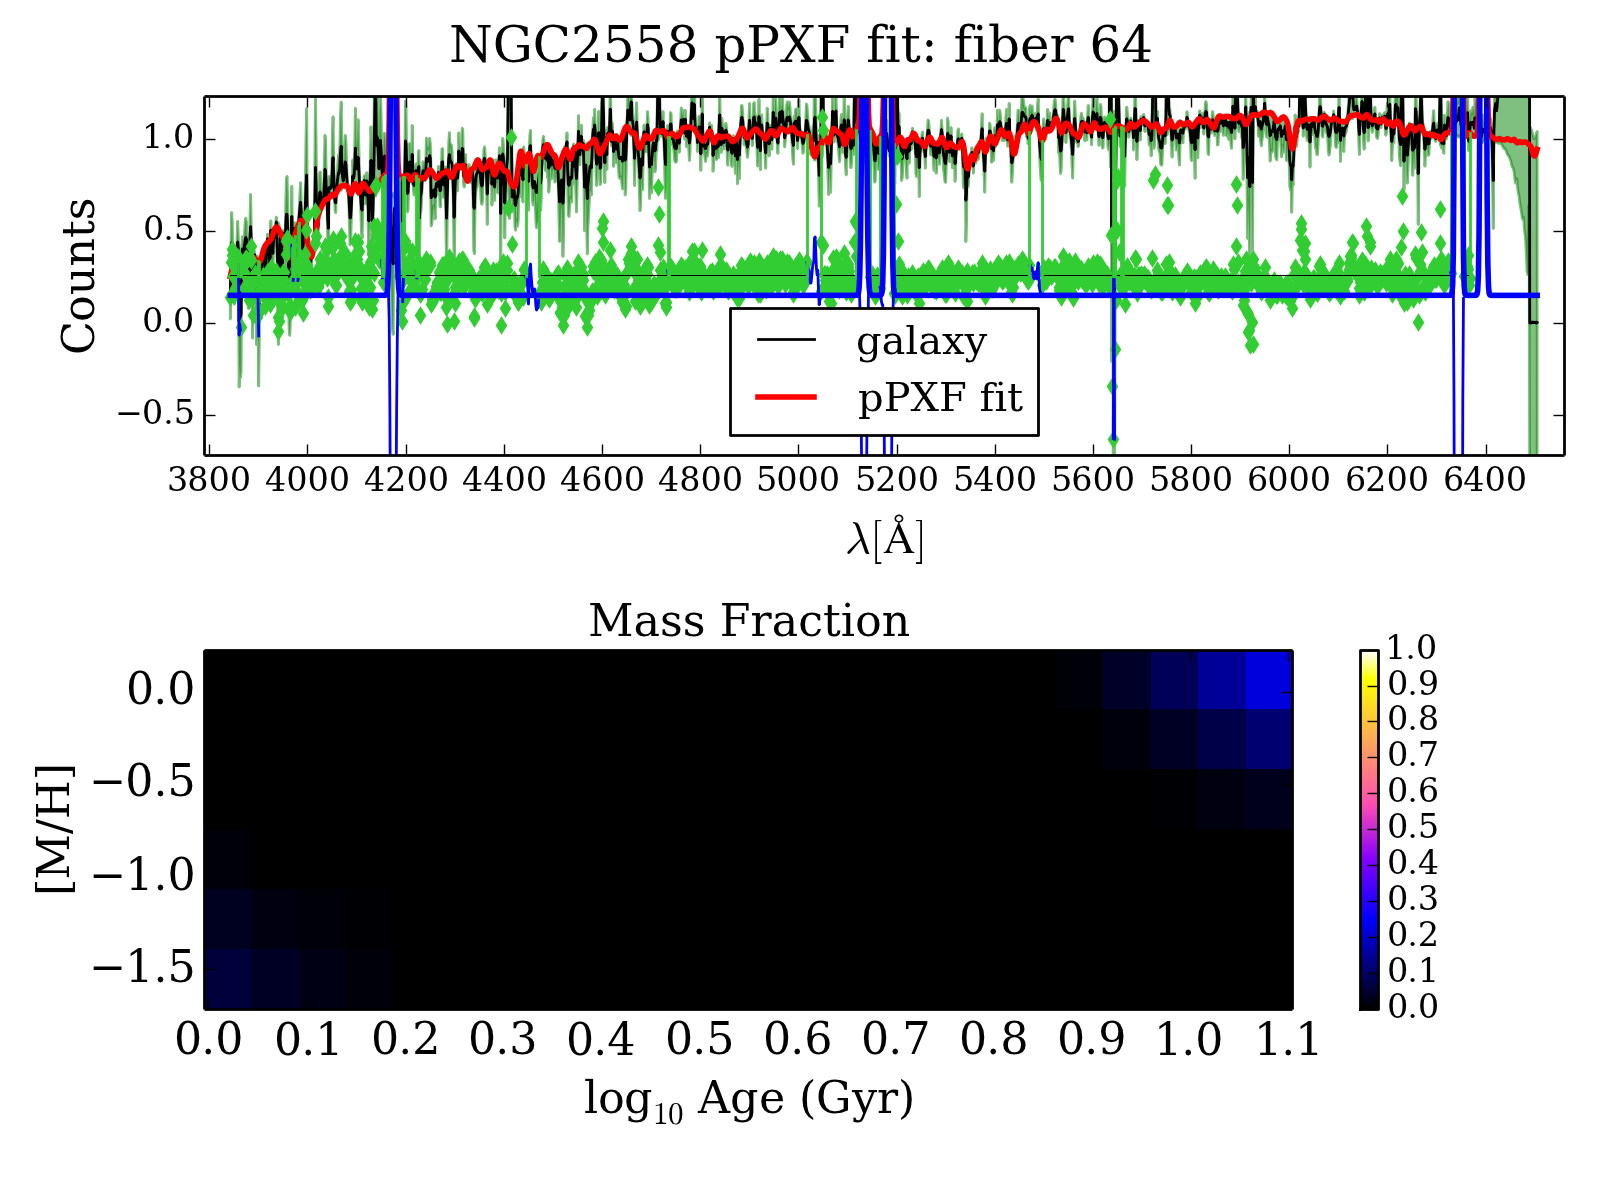 NGC2558 pPXF fit: fiber 64
Counts
1.0
0.5
0.0
−0.5
galaxy
pPXF fit
3800 4000 4200 4400 4600 4800 5000 5200 5400 5600 5800 6000 6200 6400
λ[Å]
Mass Fraction
[M/H]
0.0
−0.5
−1.0
−1.5
0.0 0.1 0.2 0.3 0.4 0.5 0.6 0.7 0.8 0.9 1.0 1.1
log₁₀ Age (Gyr)
1.0
0.9
0.8
0.7
0.6
0.5
0.4
0.3
0.2
0.1
0.0